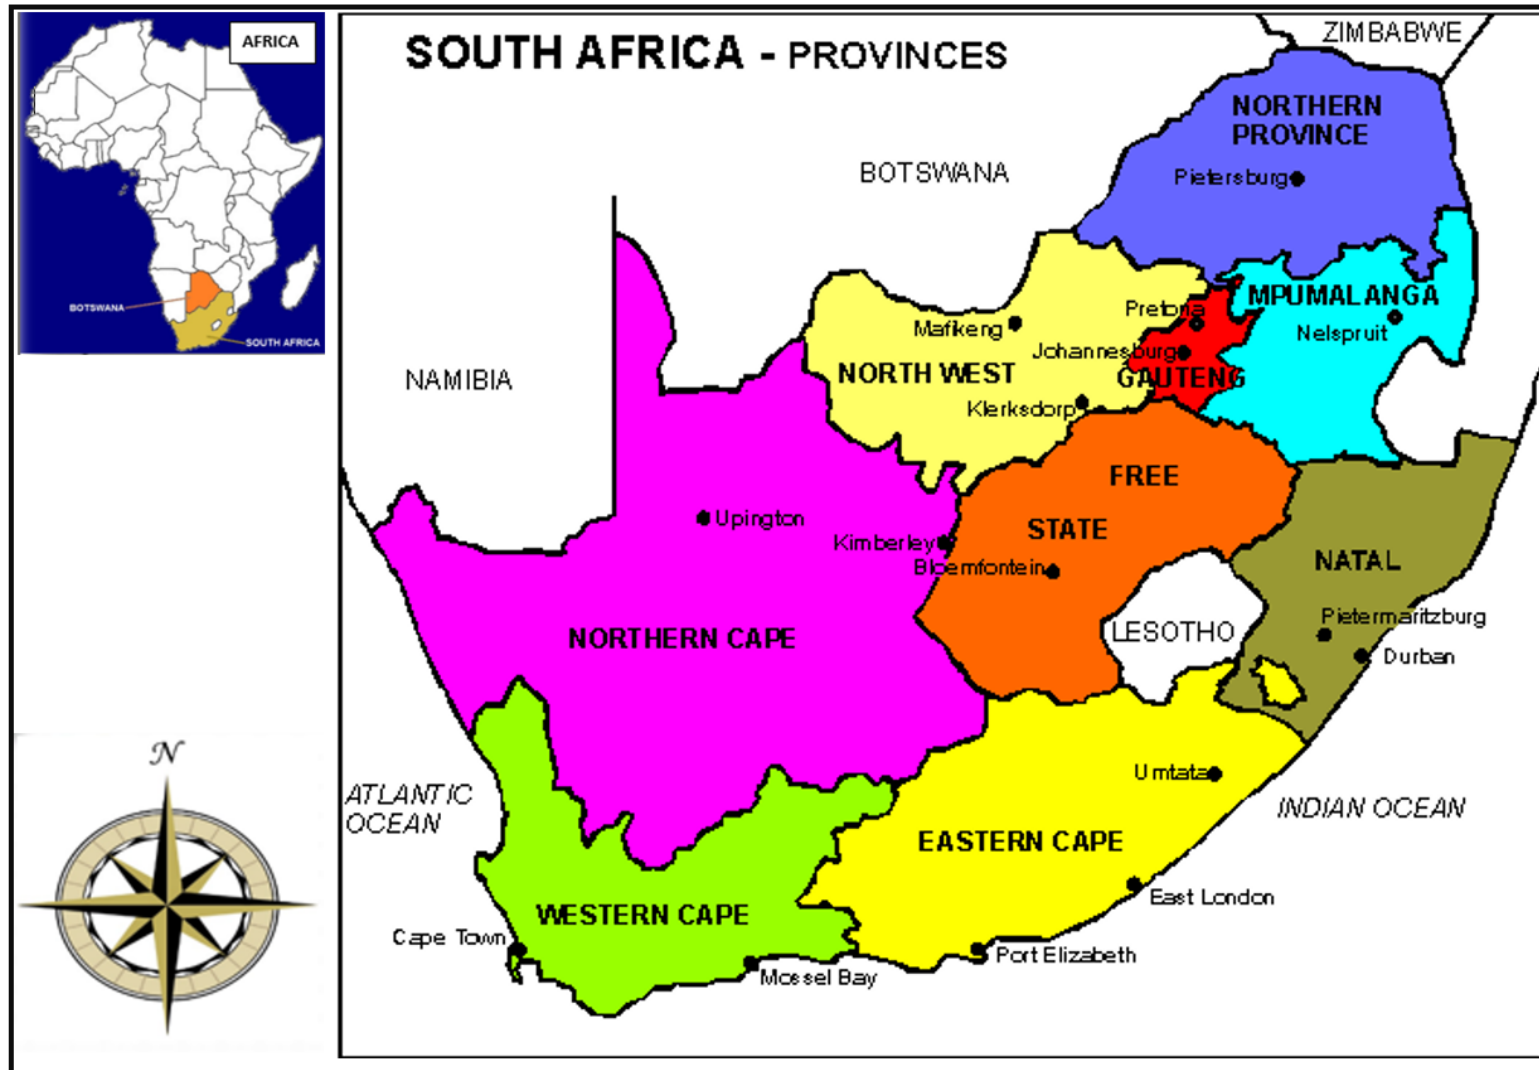 AFRICA
BOTSWANA
SOUTH AFRICA
N
SOUTH AFRICA - PROVINCES
ZIMBABWE
NORTHERN
PROVINCE
Pietersburg
BOTSWANA
MPUMALANGA
Nelspruit
Pretoria
Johannesburg
GAUTENG
Mafikeng
NORTH WEST
Klerksdorp
NAMIBIA
FREE
STATE
Upington
Kimberley
Bloemfontein
NATAL
Pietermaritzburg
Durban
LESOTHO
NORTHERN CAPE
Umtata
ATLANTIC
OCEAN
INDIAN OCEAN
EASTERN CAPE
East London
WESTERN CAPE
Cape Town
Port Elizabeth
Mossel Bay